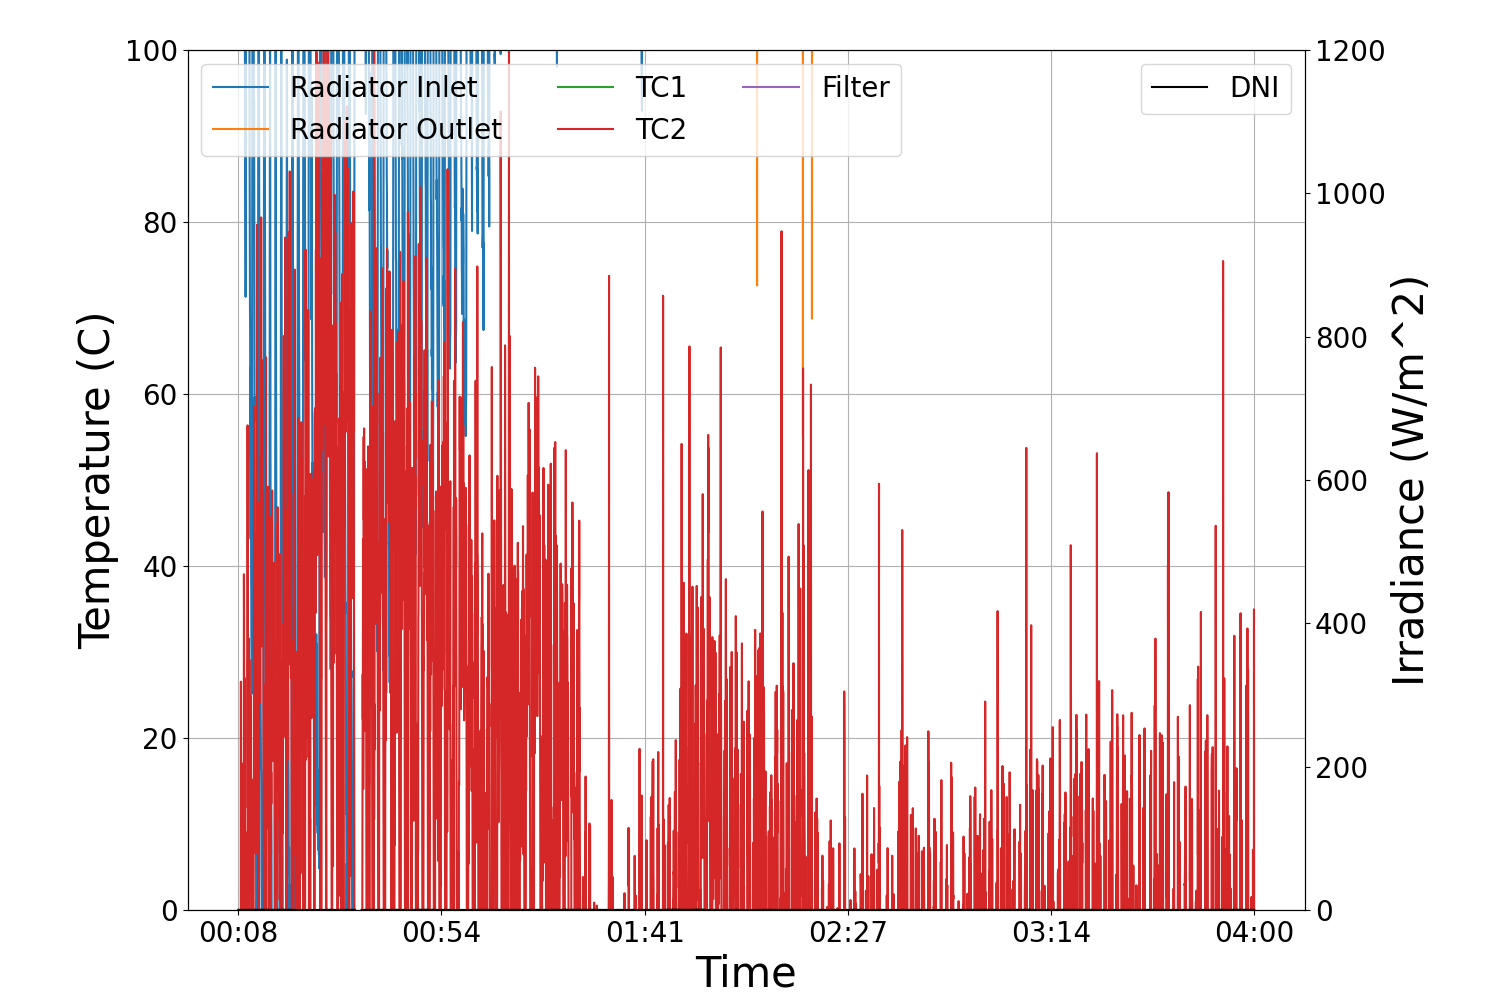 100
80
60
40
20
0
Temperature (C)
Radiator Inlet
Radiator Outlet
TC1
TC2
Filter
DNI
1200
1000
800
600
400
200
0
Irradiance (W/m^2)
00:08
00:54
01:41
02:27
03:14
04:00
Time